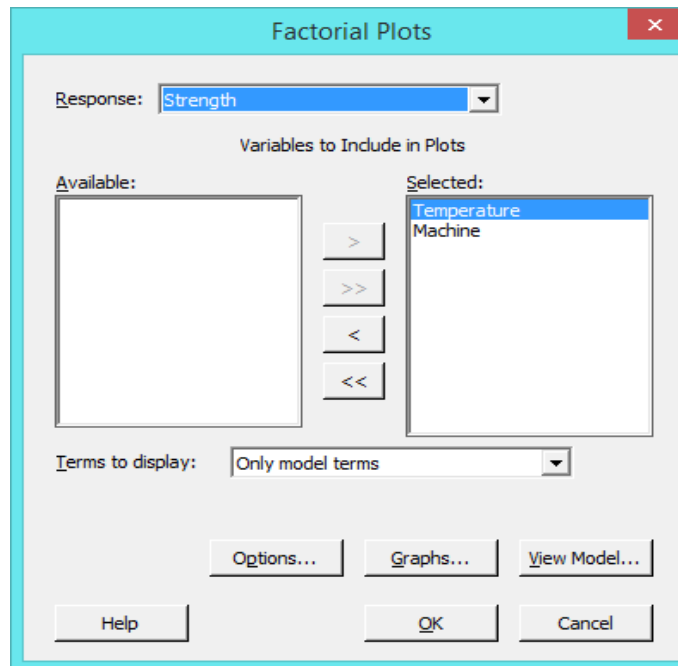 Factorial Plots
×
Response: Strength
Variables to Include in Plots
Available: Selected:
Temperature
Machine
>
>>
<
<<
Terms to display: Only model terms
Options... Graphs... View Model...
Help OK Cancel